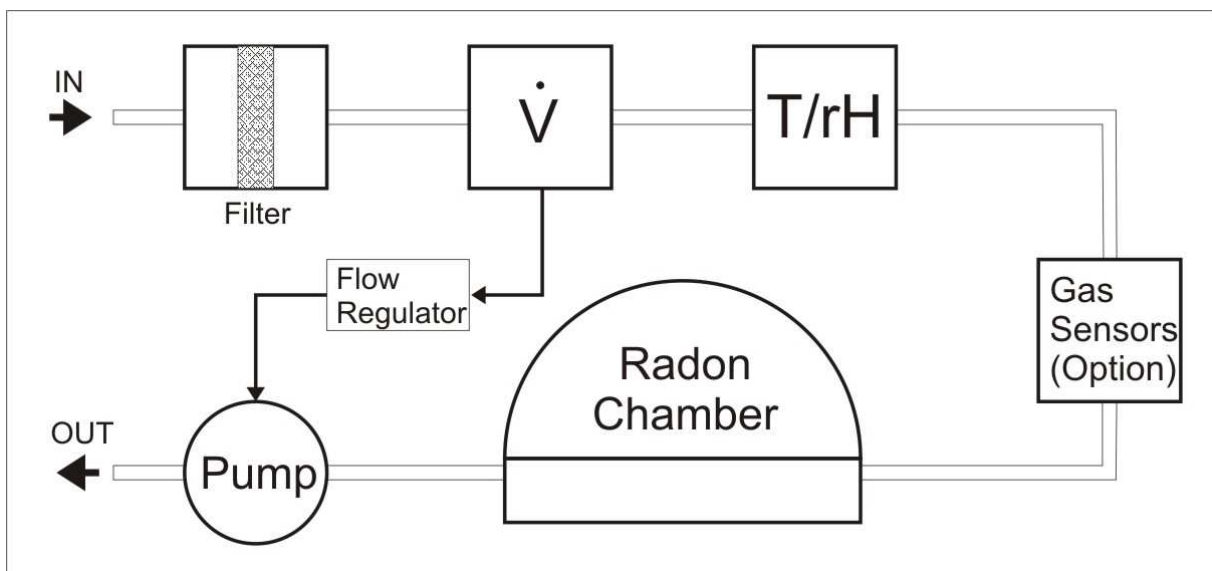 IN
V̇
T/rH
Filter
Flow
Regulator
Gas
Sensors
(Option)
Radon
Chamber
OUT
Pump